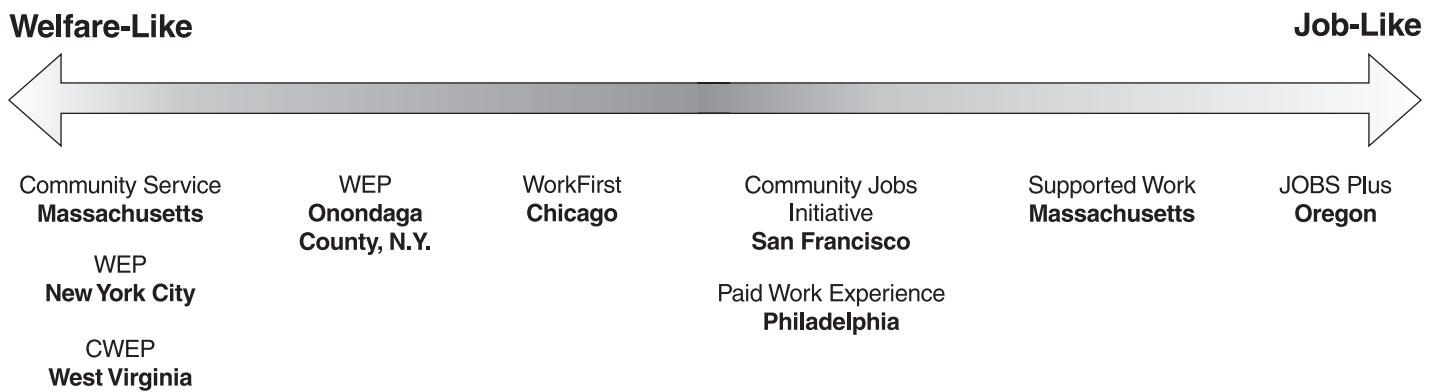 Welfare-Like
Job-Like
Community Service
Massachusetts
WEP
New York City
CWEP
West Virginia
WEP
Onondaga
County, N.Y.
WorkFirst
Chicago
Community Jobs
Initiative
San Francisco
Paid Work Experience
Philadelphia
Supported Work
Massachusetts
JOBS Plus
Oregon